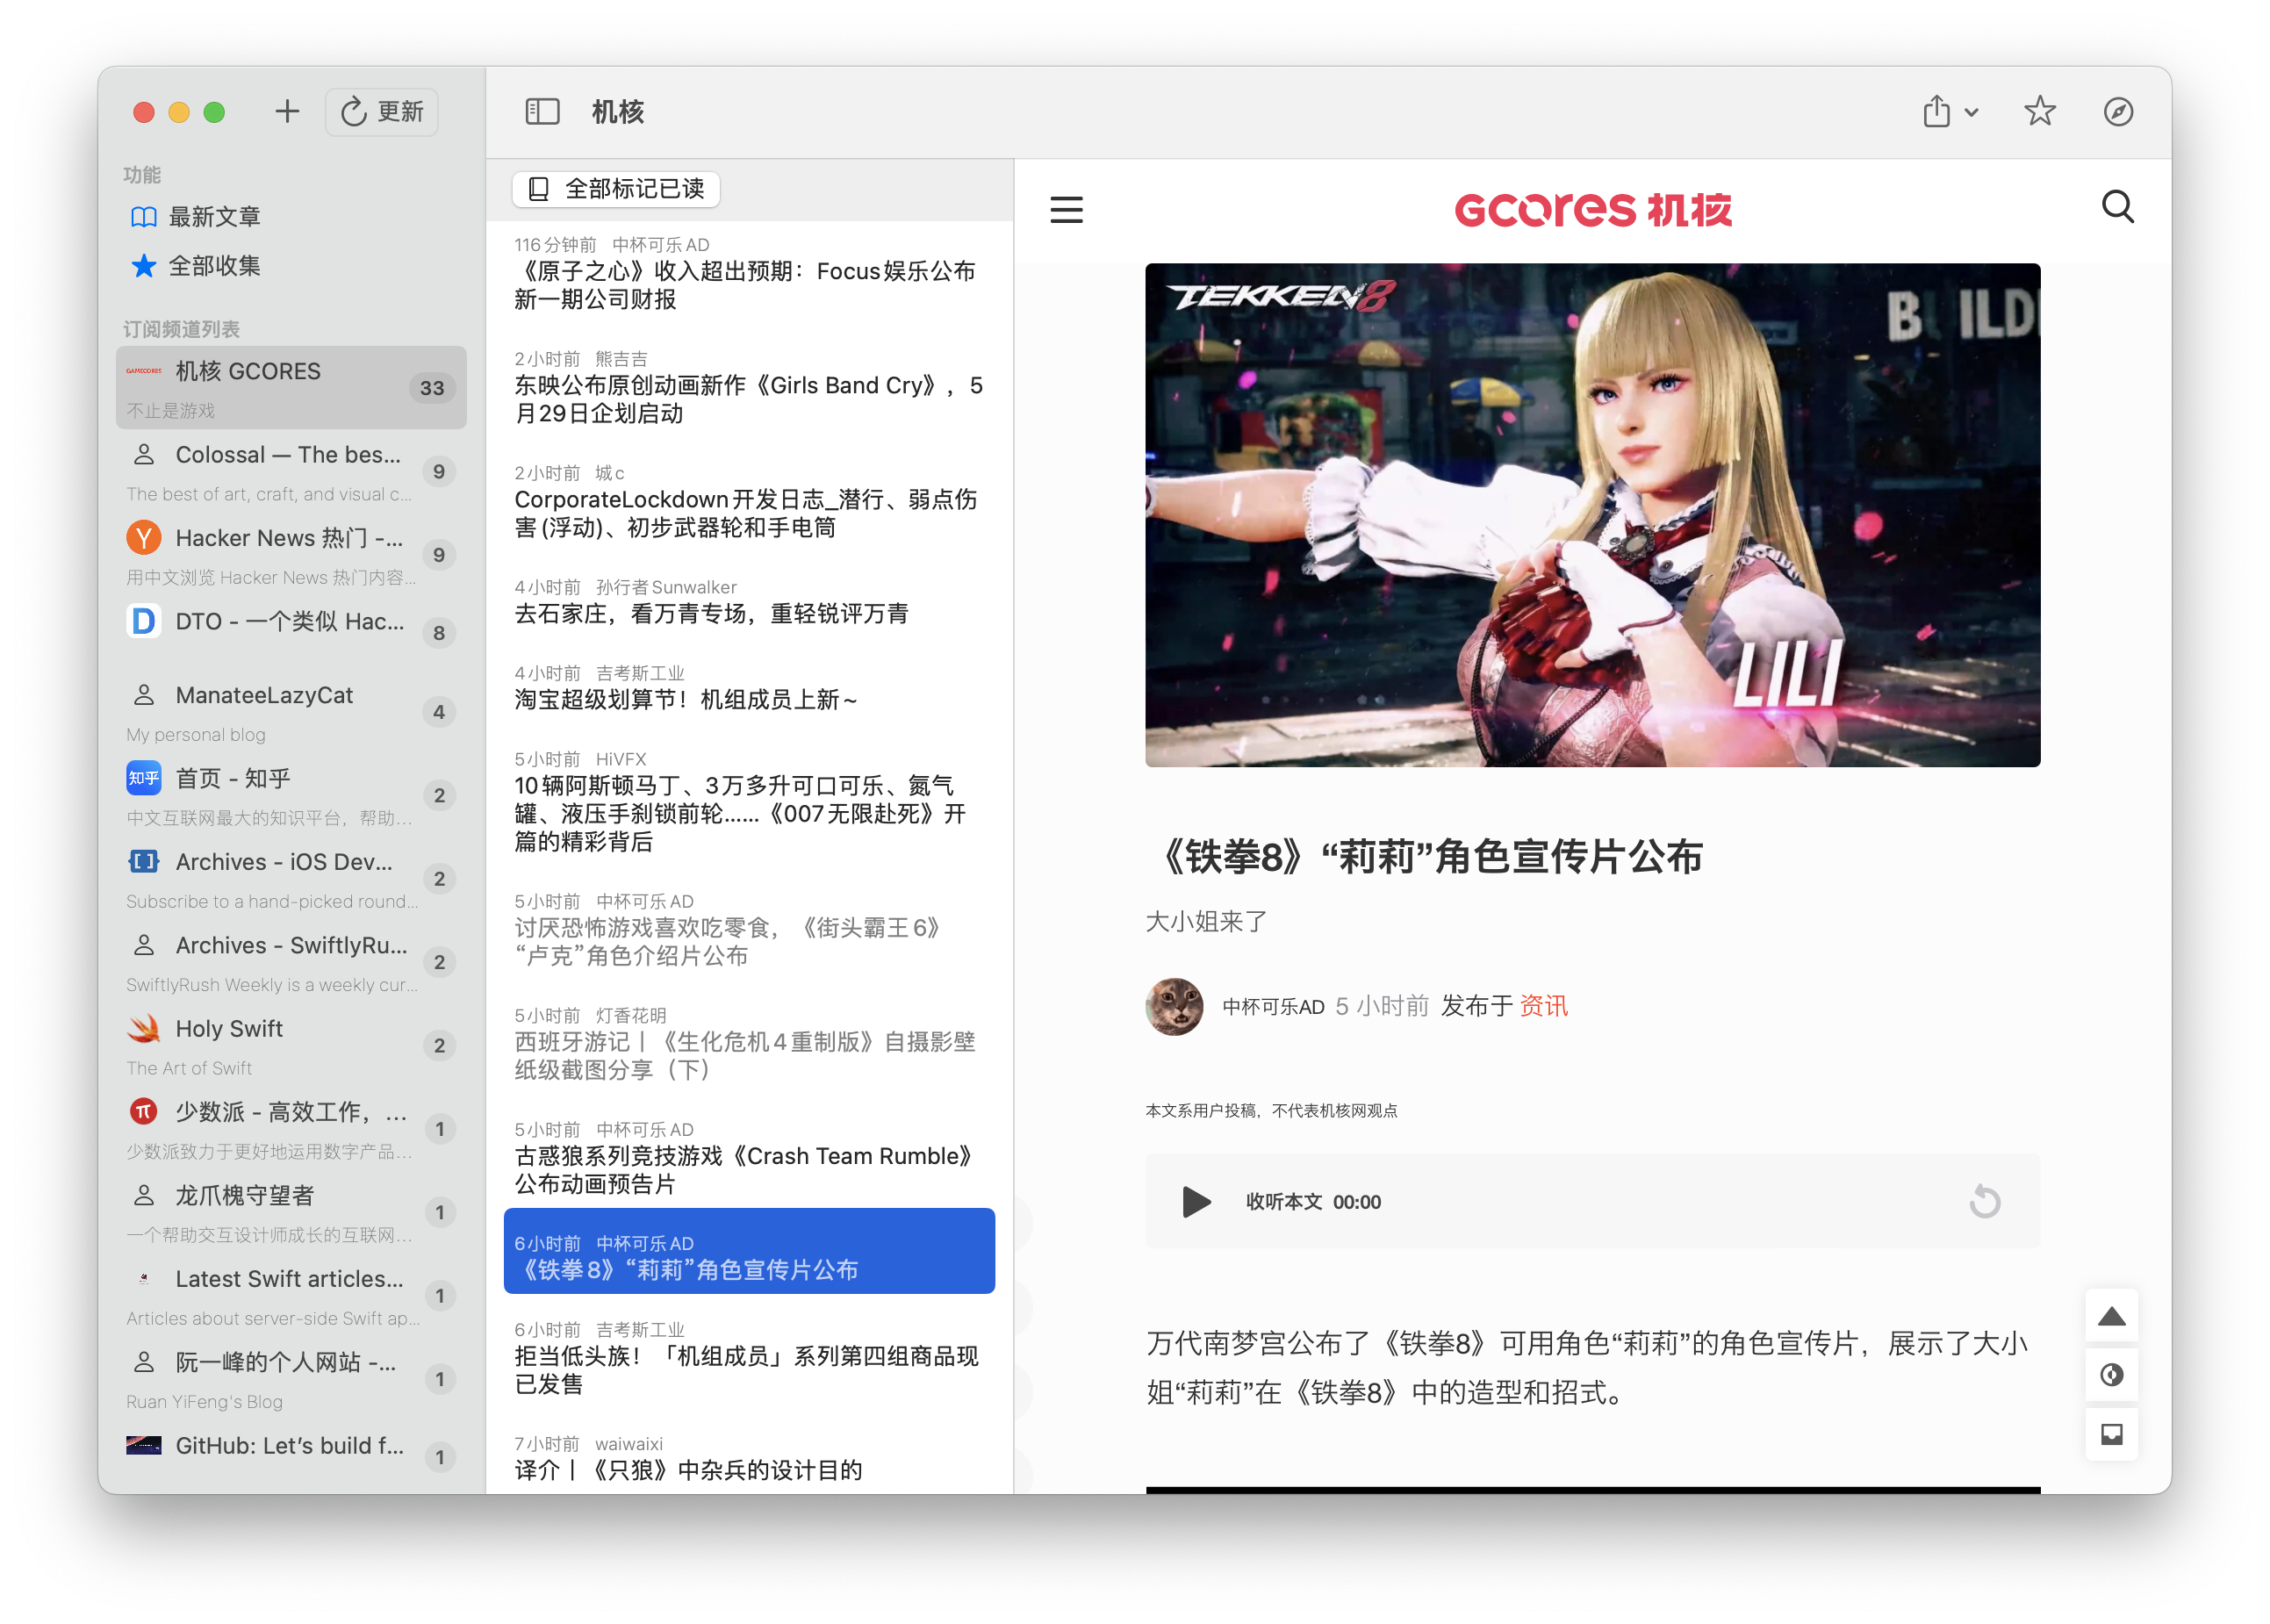 更新
机核
功能
最新文章
全部收集
订阅频道列表
GAMECORES
机核 GCORES
33
不止是游戏
Colossal — The bes...
9
The best of art, craft, and visual c...
Y
Hacker News 热门 -...
9
用中文浏览 Hacker News 热门内容...
D
DTO - 一个类似 Hac...
8
ManateeLazyCat
4
My personal blog
知乎
首页 - 知乎
2
中文互联网最大的知识平台，帮助...
Archives - iOS Dev...
2
Subscribe to a hand-picked round...
Archives - SwiftlyRu...
2
SwiftlyRush Weekly is a weekly cur...
Holy Swift
2
The Art of Swift
π
少数派 - 高效工作，...
1
少数派致力于更好地运用数字产品...
龙爪槐守望者
1
一个帮助交互设计师成长的互联网...
Latest Swift articles...
1
Articles about server-side Swift ap...
阮一峰的个人网站 -...
1
Ruan YiFeng's Blog
GitHub: Let’s build f...
1
全部标记已读
116分钟前 中杯可乐AD
《原子之心》收入超出预期：Focus娱乐公布
新一期公司财报
2小时前 熊吉吉
东映公布原创动画新作《Girls Band Cry》，5
月29日企划启动
2小时前 城c
CorporateLockdown开发日志_潜行、弱点伤
害(浮动)、初步武器轮和手电筒
4小时前 孙行者Sunwalker
去石家庄，看万青专场，重轻锐评万青
4小时前 吉考斯工业
淘宝超级划算节！机组成员上新~
5小时前 HiVFX
10辆阿斯顿马丁、3万多升可口可乐、氮气
罐、液压手刹锁前轮……《007无限赴死》开
篇的精彩背后
5小时前 中杯可乐AD
讨厌恐怖游戏喜欢吃零食，《街头霸王6》
“卢克”角色介绍片公布
5小时前 灯香花明
西班牙游记丨《生化危机4重制版》自摄影壁
纸级截图分享（下）
5小时前 中杯可乐AD
古惑狼系列竞技游戏《Crash Team Rumble》
公布动画预告片
6小时前 中杯可乐AD
《铁拳8》“莉莉”角色宣传片公布
6小时前 吉考斯工业
拒当低头族！「机组成员」系列第四组商品现
已发售
7小时前 waiwaixi
译介丨《只狼》中杂兵的设计目的
GCORES 机核
TEKKEN 8
B ILD
LILI
《铁拳8》“莉莉”角色宣传片公布
大小姐来了
中杯可乐AD 5 小时前 发布于 资讯
本文系用户投稿，不代表机核网观点
收听本文 00:00
万代南梦宫公布了《铁拳8》可用角色“莉莉”的角色宣传片，展示了大小
姐“莉莉”在《铁拳8》中的造型和招式。